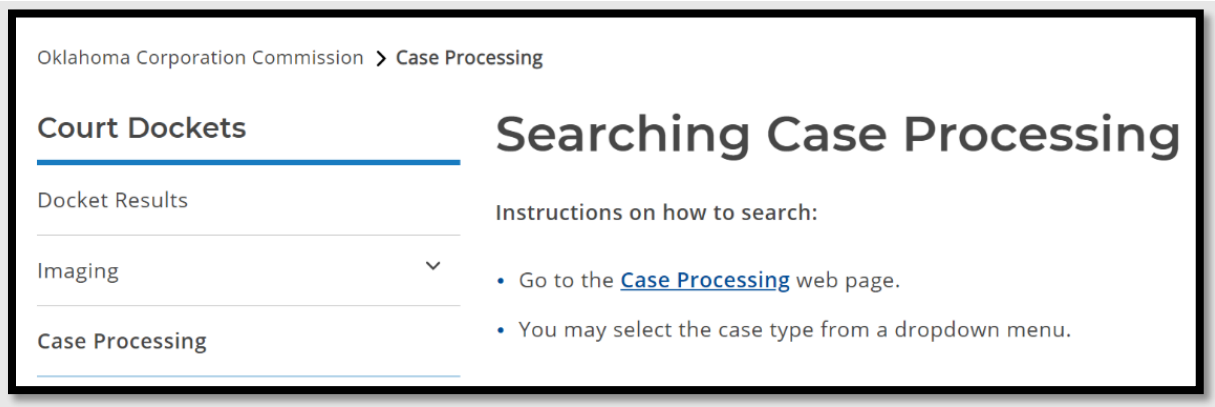 Oklahoma Corporation Commission > Case Processing
Court Dockets
Docket Results
Imaging
Case Processing
Searching Case Processing
Instructions on how to search:
• Go to the Case Processing web page.
• You may select the case type from a dropdown menu.